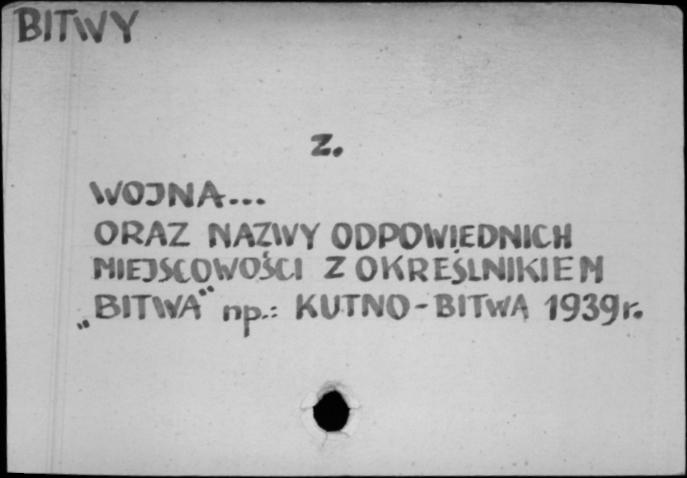 BITWY
z.
WOJNA...
ORAZ NAZWY ODPOWIEDNICH
MIEJSCOWOŚCI Z OKREŚLNIKIEM
„BITWA" np.: KUTNO-BITWA 1939r.